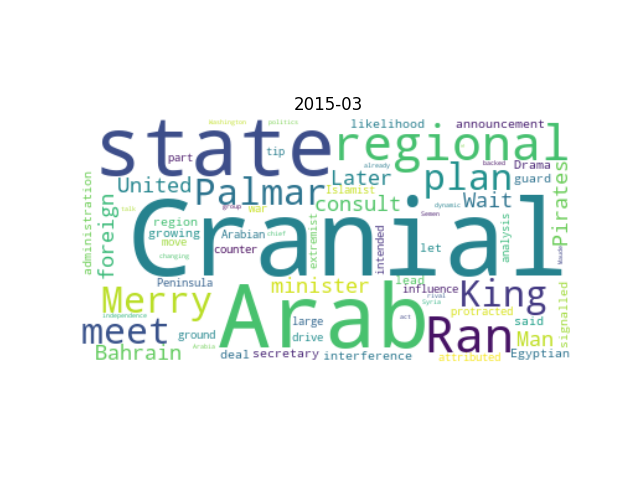 2015-03
Washington politics likelihood announcement
state regional
part tip already backed Drama
United Palmar Islamist Later plan guard
administration foreign group war consult Wait Pirates
talk dynamic Semen
region Arabian Cranial let analysis
growing move counter extremist intended
changing chief
Peninsula minister lead influence King
Merry Arab rival Syria signalled
independence large act protracted said
meet ground drive Ran Man
Bahrain Arabia deal secretary interference attributed Egyptian